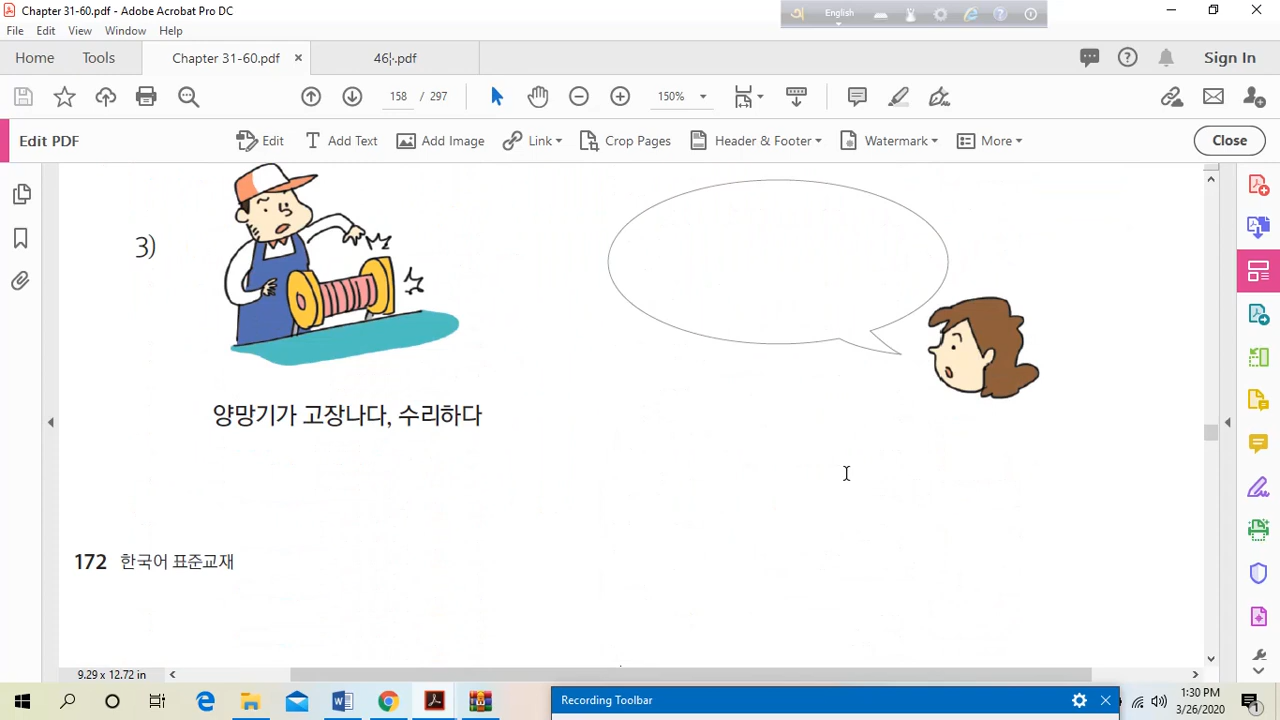 Chapter 31-60.pdf - Adobe Acrobat Pro DC
English
File Edit View Window Help
Home Tools Chapter 31-60.pdf × 46¦-.pdf Sign In
158 / 297 150%
Edit PDF Edit Add Text Add Image Link Crop Pages Header & Footer Watermark More Close
3)
양망기가 고장나다, 수리하다
172 한국어 표준교재
9.29 x 12.72 in
Recording Toolbar
1:30 PM
3/26/2020